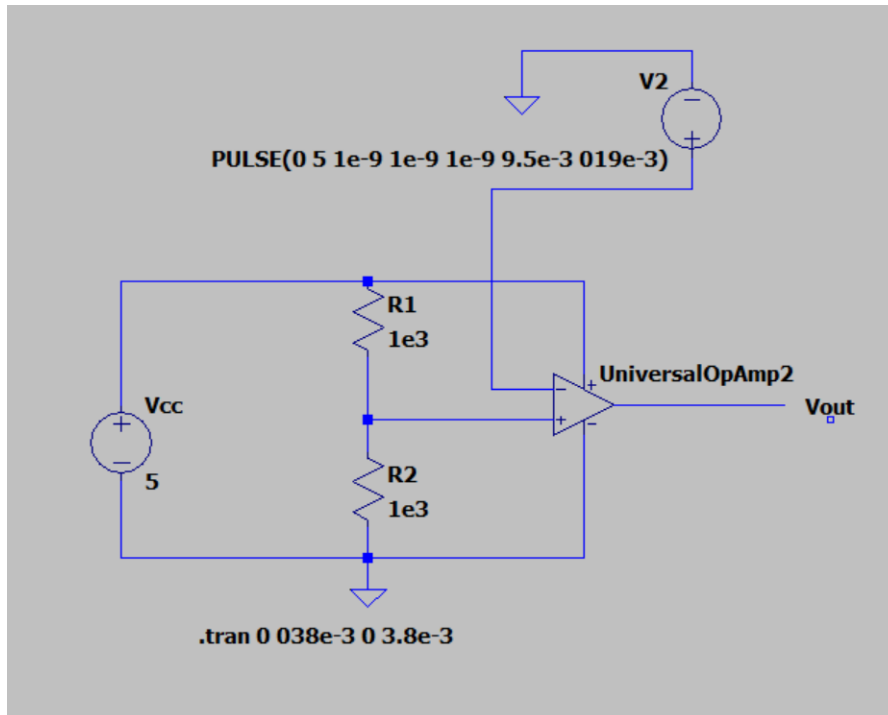 V2
PULSE(0 5 1e-9 1e-9 1e-9 9.5e-3 019e-3)
R1
1e3
UniversalOpAmp2
Vcc
Vout
R2
5
1e3
.tran 0 038e-3 0 3.8e-3